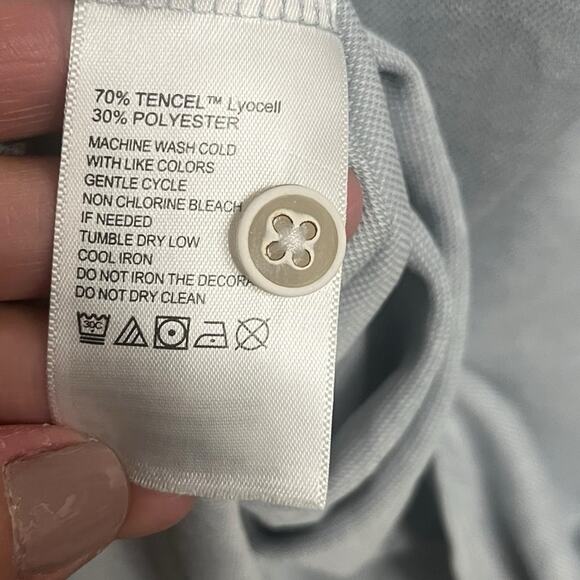 70% TENCEL™ Lyocell
30% POLYESTER
MACHINE WASH COLD
WITH LIKE COLORS
GENTLE CYCLE
NON CHLORINE BLEACH
IF NEEDED
TUMBLE DRY LOW
COOL IRON
DO NOT IRON THE DECORA
DO NOT DRY CLEAN
30C